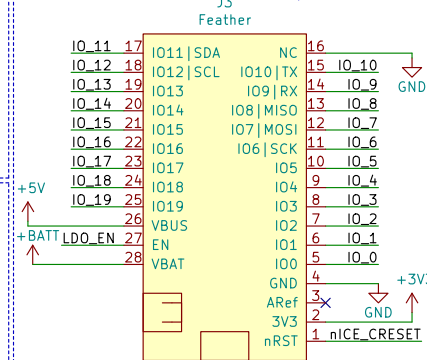 J3
Feather
IO_11 17 IO11|SDA NC 16
IO_12 18 IO12|SCL IO10|TX 15 IO_10
IO_13 19 IO13 IO9|RX 14 IO_9
GND
IO_14 20 IO14 IO8|MISO 13 IO_8
IO_15 21 IO15 IO7|MOSI 12 IO_7
IO_16 22 IO16 IO6|SCK 11 IO_6
IO_17 23 IO17 IO5 10 IO_5
IO_18 24 IO18 IO4 9 IO_4
+5V
IO_19 25 IO19 IO3 8 IO_3
26 VBUS IO2 7 IO_2
+BATT LDO_EN 27 EN IO1 6 IO_1
28 VBAT IO0 5 IO_0
GND 4
+3V3
ARef 3
GND
3V3 2
nRST 1 nICE_CRESET